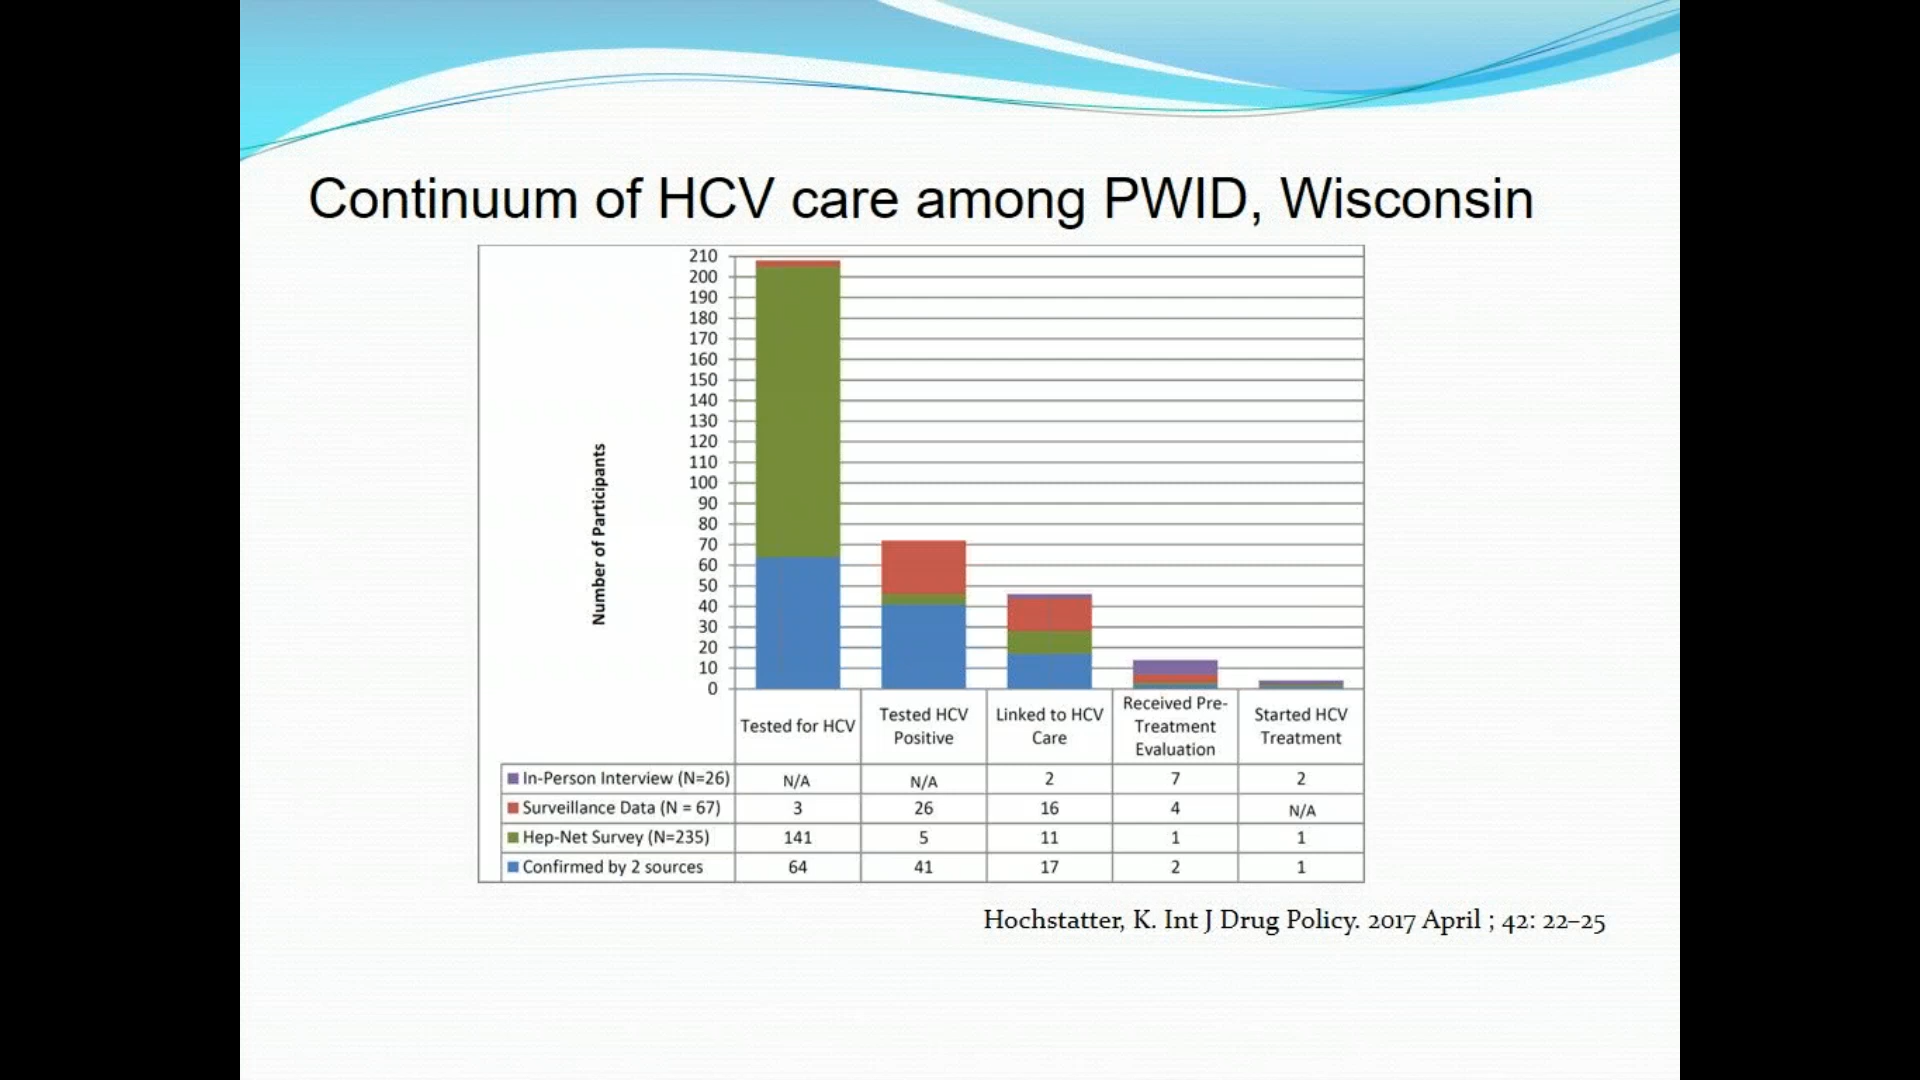 Continuum of HCV care among PWID, Wisconsin
Number of Participants
210
200
190
180
170
160
150
140
130
120
110
100
90
80
70
60
50
40
30
20
10
0
Tested for HCV
Tested HCV
Positive
Linked to HCV
Care
Received Pre-
Treatment
Evaluation
Started HCV
Treatment
In-Person Interview (N=26) N/A N/A 2 7 2
Surveillance Data (N = 67) 3 26 16 4 N/A
Hep-Net Survey (N=235) 141 5 11 1 1
Confirmed by 2 sources 64 41 17 2 1
Hochstatter, K. Int J Drug Policy. 2017 April ; 42: 22–25